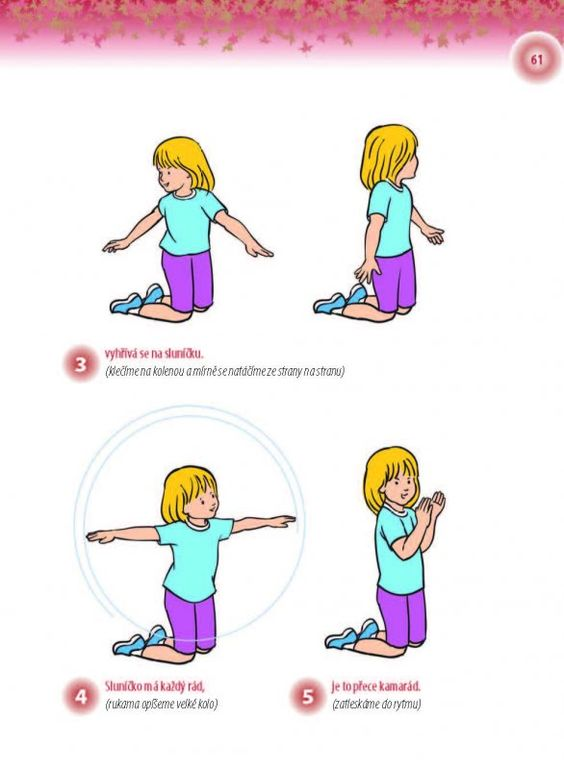 61
3 vyhřívá se na sluníčku.
(klečíme na kolenou a mírně se natáčíme ze strany na stranu)
4 Sluníčko má každý rád,
(rukama opíšeme velké kolo)
5 je to přece kamarád.
(zatleskáme do rytmu)